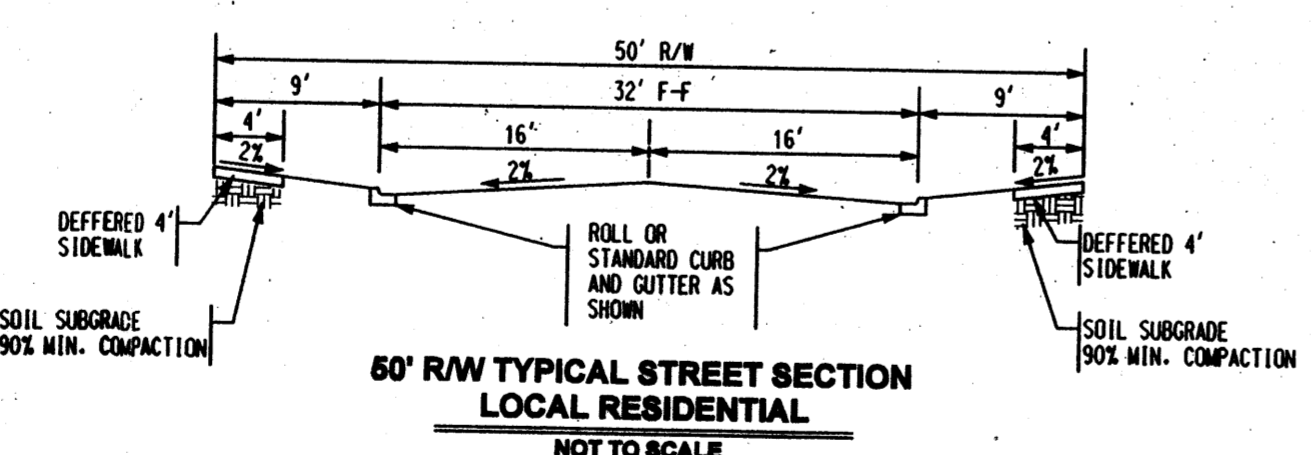 50' R/W
9'
32' F-F
9'
4'
16'
16'
4'
2%
2%
2%
2%
DEFFERED 4'
SIDEWALK
ROLL OR
STANDARD CURB
AND GUTTER AS
SHOWN
DEFFERED 4'
SIDEWALK
SOIL SUBGRADE
90% MIN. COMPACTION
SOIL SUBGRADE
90% MIN. COMPACTION
50' R/W TYPICAL STREET SECTION
LOCAL RESIDENTIAL
NOT TO SCALE